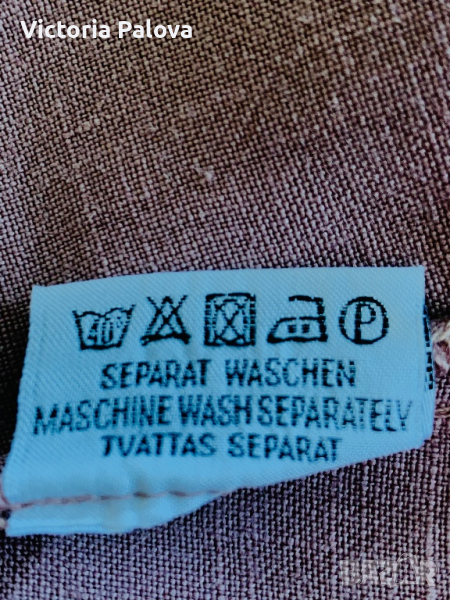 Victoria Palova
40°
P
SEPARAT WASCHEN
MASCHINE WASH SEPARATELY
TVATTAS SEPARAT